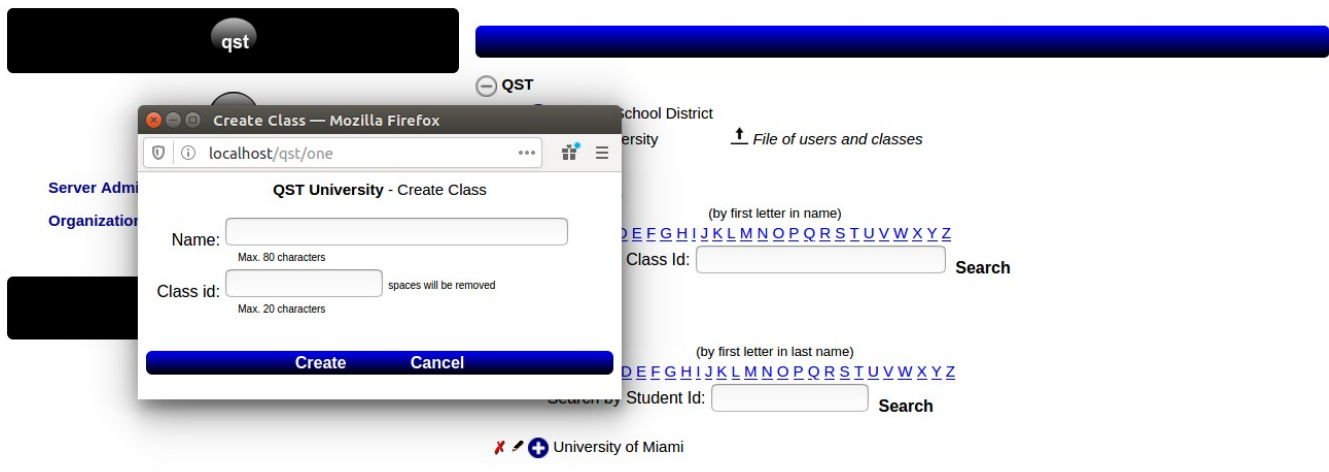 qst
QST
School District
File of users and classes
Server
Organization
Create Class — Mozilla Firefox
localhost/qst/one
QST University - Create Class
Name:
Max. 80 characters
Class id:
spaces will be removed
Max. 20 characters
Create Cancel
(by first letter in name)
E F G H I J K L M N O P Q R S T U V W X Y Z
Class Id:
Search
(by first letter in last name)
D E F G H I J K L M N O P Q R S T U V W X Y Z
Search by Student Id:
Search
University of Miami